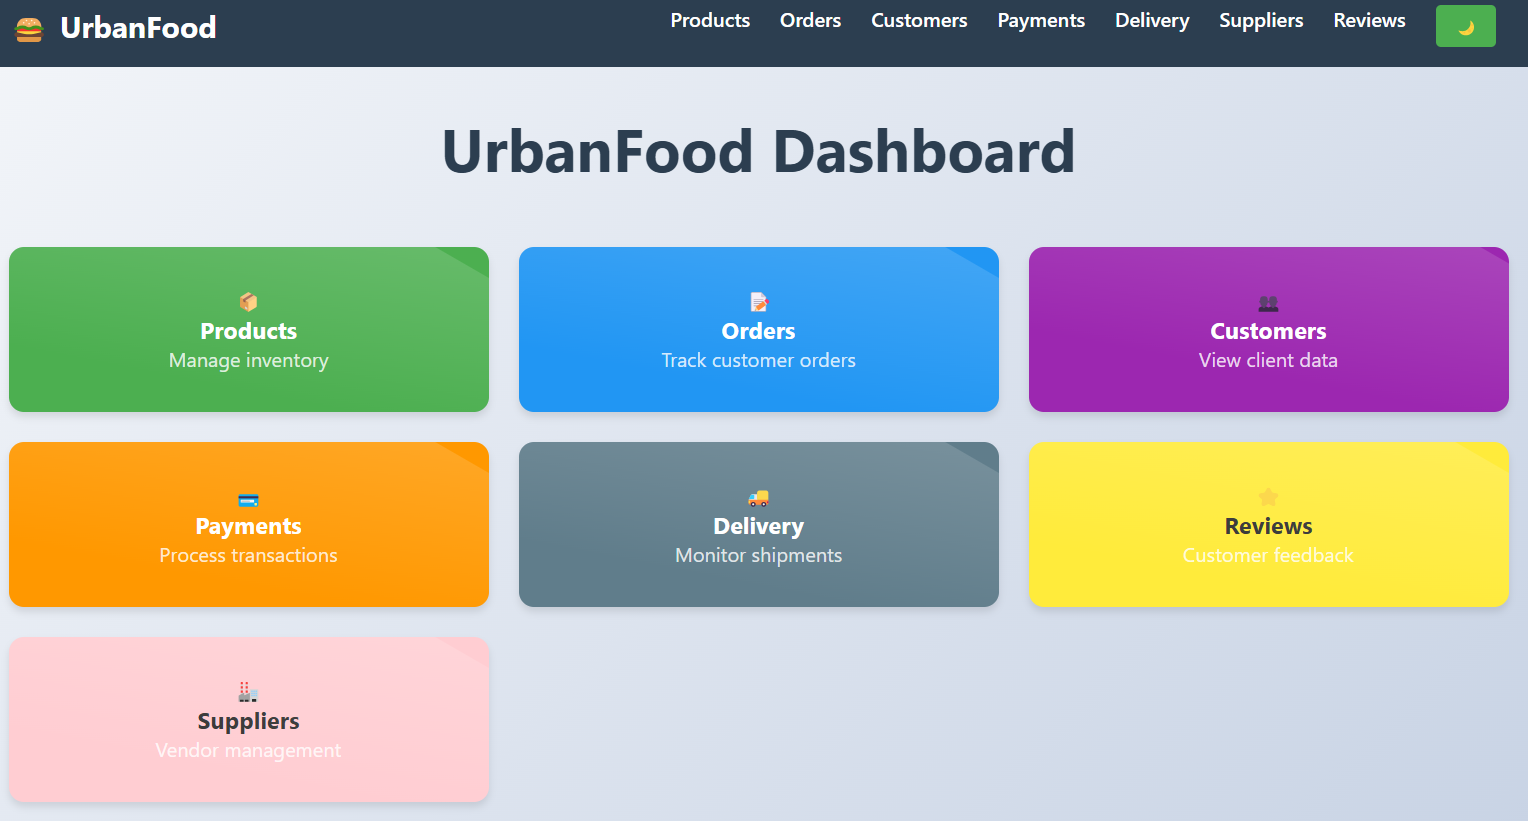 UrbanFood
Products Orders Customers Payments Delivery Suppliers Reviews
UrbanFood Dashboard
Products
Manage inventory
Orders
Track customer orders
Customers
View client data
Payments
Process transactions
Delivery
Monitor shipments
Reviews
Customer feedback
Suppliers
Vendor management